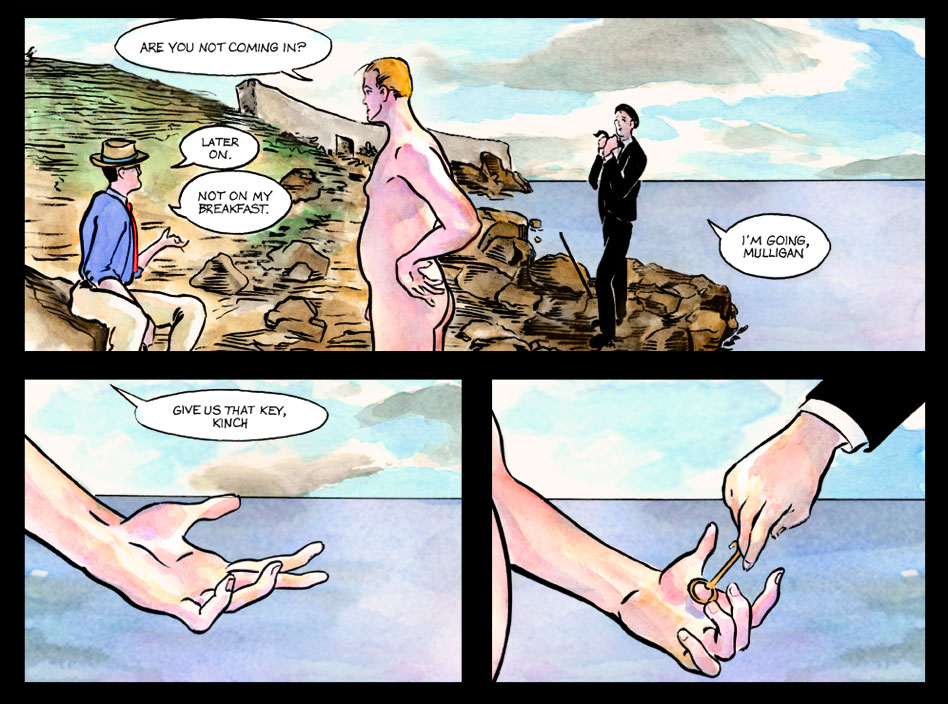 ARE YOU NOT COMING IN?
LATER
ON.
NOT ON MY
BREAKFAST.
I'M GOING,
MULLIGAN
GIVE US THAT KEY,
KINCH